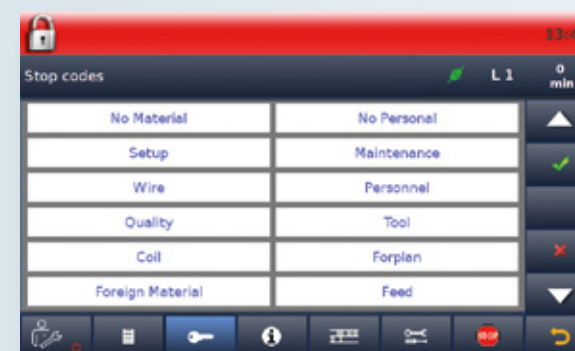 Stop codes L 1 0 min
No Material No Personal
Setup Maintenance
Wire Personnel
Quality Tool
Coil Forplan
Foreign Material Feed
STOP